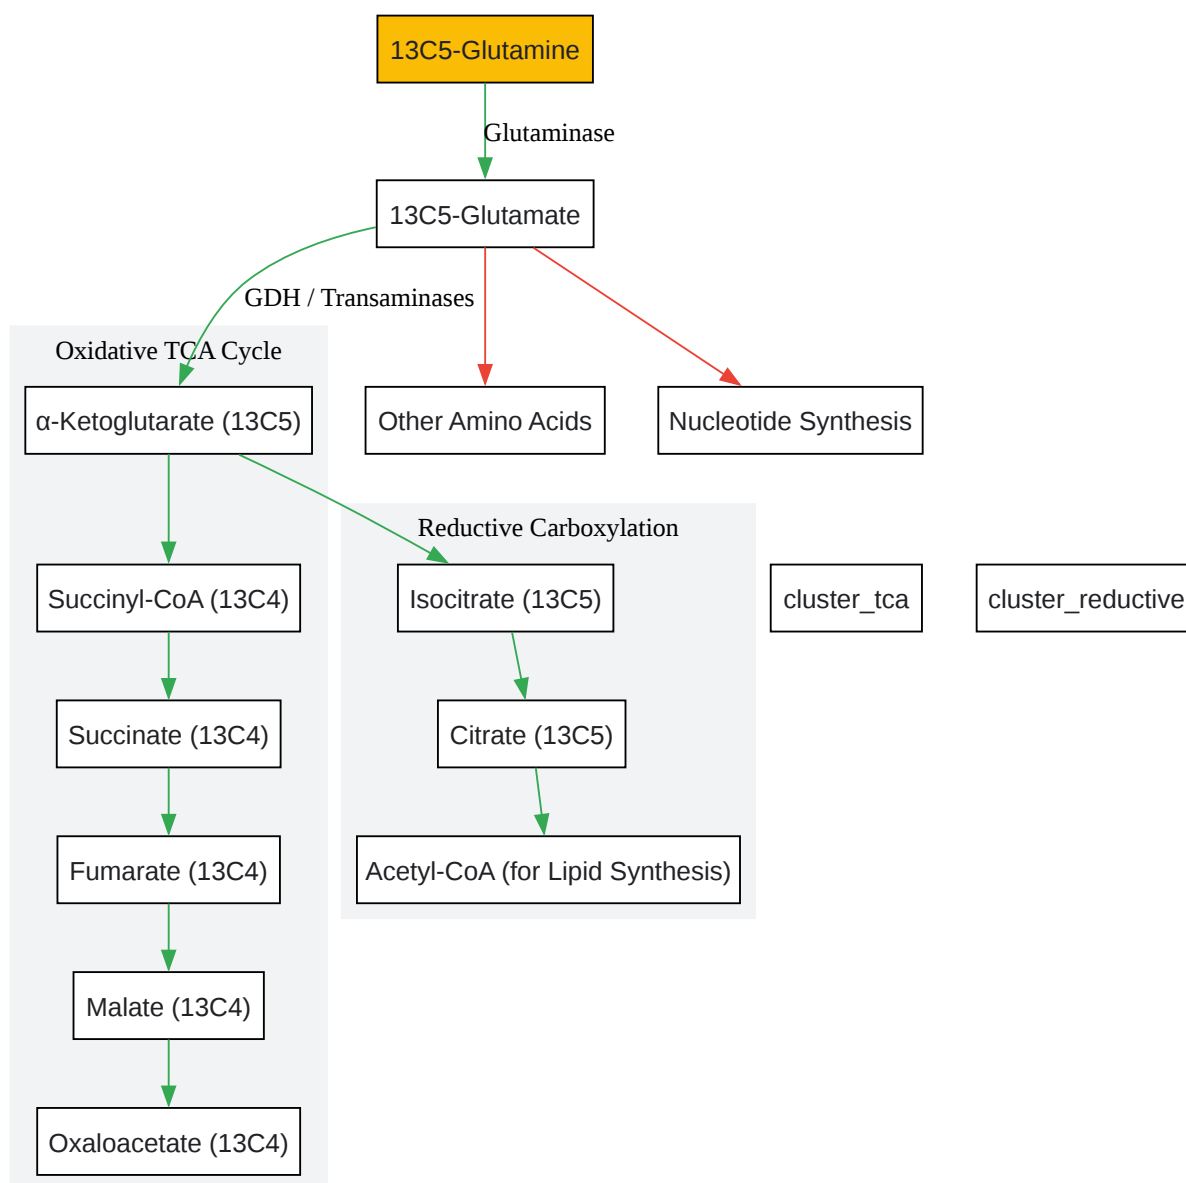 13C5-Glutamine
Glutaminase
13C5-Glutamate
GDH / Transaminases
Oxidative TCA Cycle
α-Ketoglutarate (13C5)
Other Amino Acids
Nucleotide Synthesis
Reductive Carboxylation
Succinyl-CoA (13C4)
Isocitrate (13C5)
cluster_tca
cluster_reductive
Succinate (13C4)
Citrate (13C5)
Fumarate (13C4)
Acetyl-CoA (for Lipid Synthesis)
Malate (13C4)
Oxaloacetate (13C4)